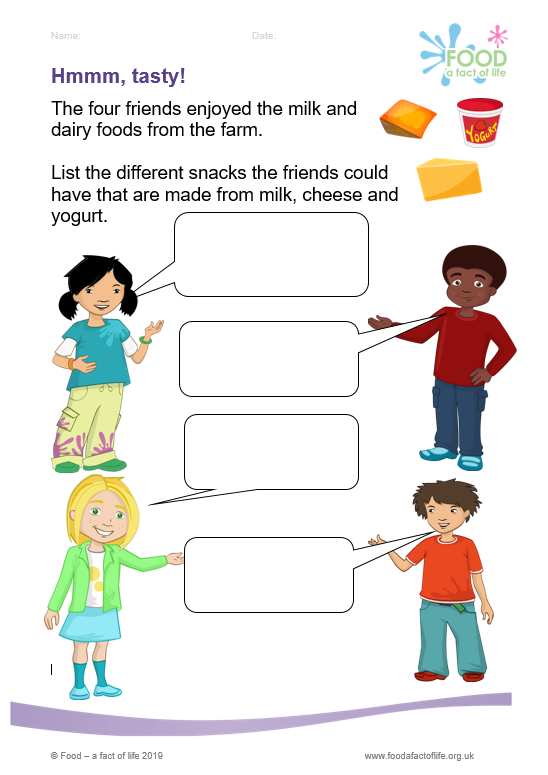 Name:
Date:
FOOD
a fact of life
Hmmm, tasty!
The four friends enjoyed the milk and
dairy foods from the farm.
YOGURT
List the different snacks the friends could
have that are made from milk, cheese and
yogurt.
© Food – a fact of life 2019
www.foodafactoflife.org.uk